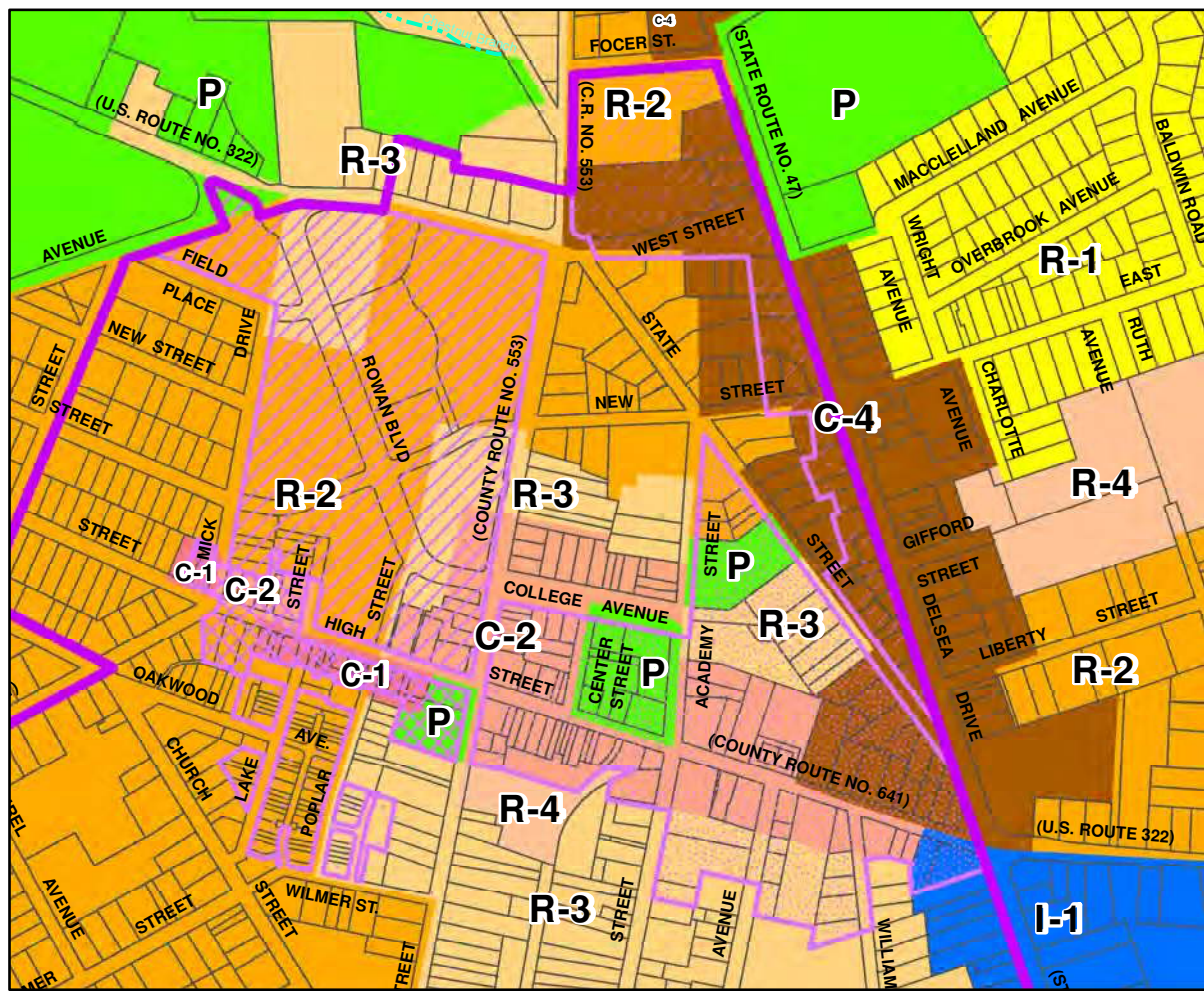 C-4
FOCER ST.
P
(U.S. ROUTE NO. 322)
R-3
(C.R. NO. 553)
R-2
(STATE ROUTE NO. 47)
P
MACCLELLAND AVENUE
BALDWIN ROAD
OVERBROOK AVENUE
WRIGHT
AVENUE
R-1
EAST
WEST STREET
AVENUE
FIELD
PLACE
DRIVE
NEW STREET
STREET
STREET
ROWAN BLVD
(COUNTY ROUTE NO. 553)
STATE
NEW
STREET
C-4
AVENUE
CHARLOTTE
AVENUE
RUTH
R-4
R-2
R-3
STREET
MICK
C-1
C-2
STREET
HIGH
STREET
COLLEGE
AVENUE
STREET
P
STREET
GIFFORD
STREET
DELSEA
DRIVE
LIBERTY
STREET
R-2
R-3
C-2
STREET
CENTER
STREET
P
ACADEMY
(COUNTY ROUTE NO. 641)
OAKWOOD
AVE.
C-1
P
CHURCH
STREET
LAKE
POPLAR
R-4
(U.S. ROUTE 322)
AVENUE
STREET
WILMER ST.
STREET
R-3
STREET
AVENUE
WILLIAM
I-1